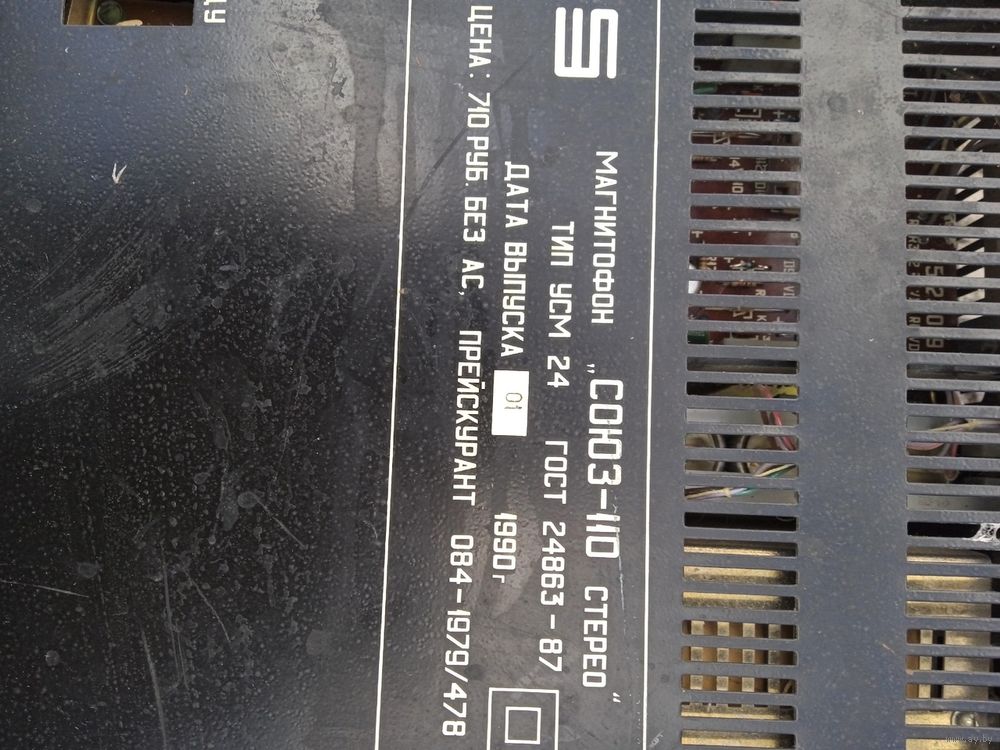 МАГНИТОФОН „СОЮЗ-110 СТЕРЕО“
ТИП УСМ 24 ГОСТ 24863-87
ДАТА ВЫПУСКА 01 1990г
ЦЕНА: 710 РУБ. БЕЗ АС, ПРЕЙСКУРАНТ 084-1979/478